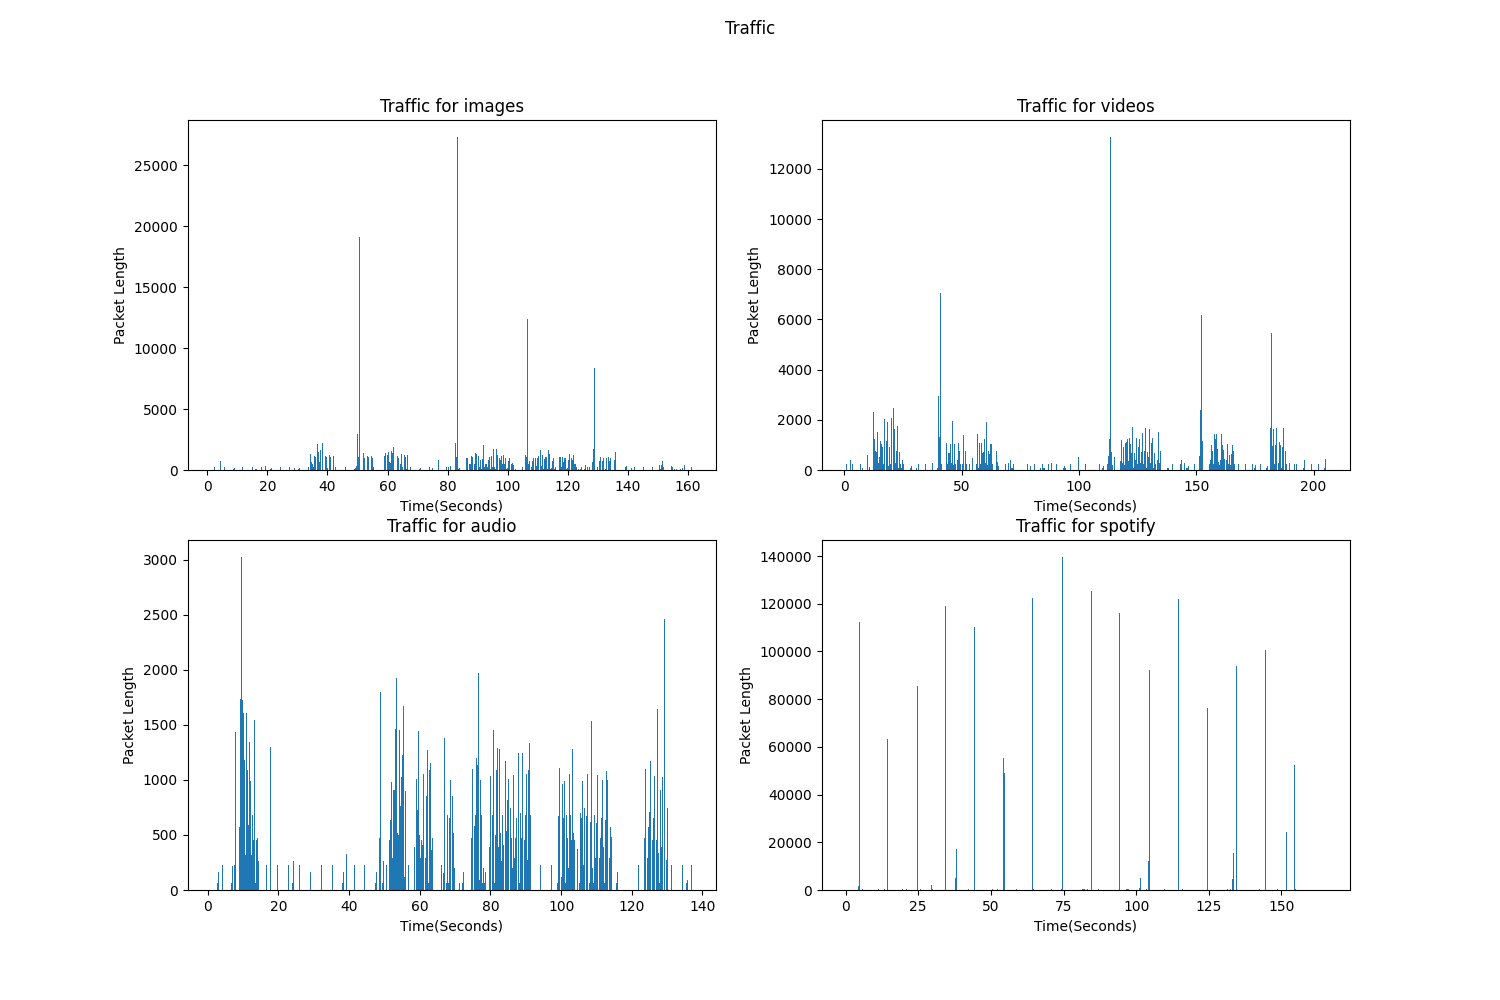 Traffic
Traffic for images
Packet Length
25000
20000
15000
10000
5000
0
0 20 40 60 80 100 120 140 160
Time(Seconds)
Traffic for videos
Packet Length
12000
10000
8000
6000
4000
2000
0
0 50 100 150 200
Time(Seconds)
Traffic for audio
Packet Length
3000
2500
2000
1500
1000
500
0
0 20 40 60 80 100 120 140
Time(Seconds)
Traffic for spotify
Packet Length
140000
120000
100000
80000
60000
40000
20000
0
0 25 50 75 100 125 150
Time(Seconds)